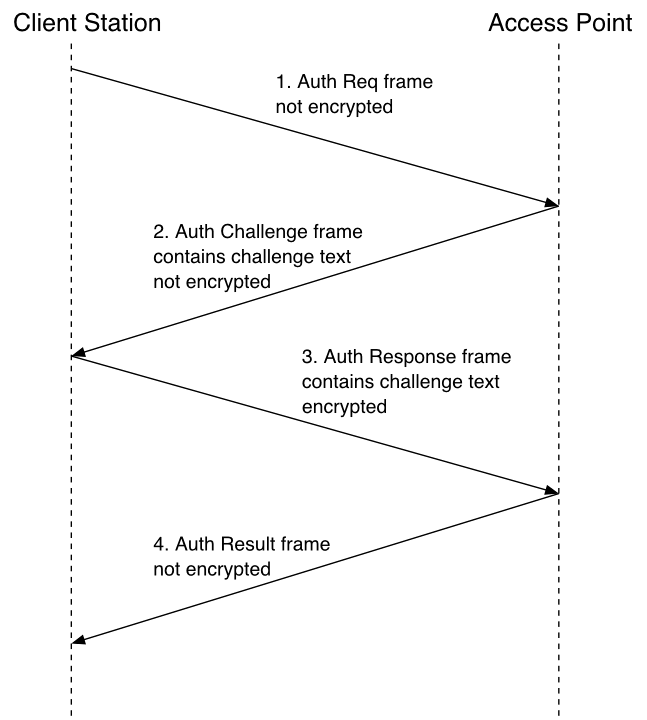 Client Station
Access Point
1. Auth Req frame
not encrypted
2. Auth Challenge frame
contains challenge text
not encrypted
3. Auth Response frame
contains challenge text
encrypted
4. Auth Result frame
not encrypted